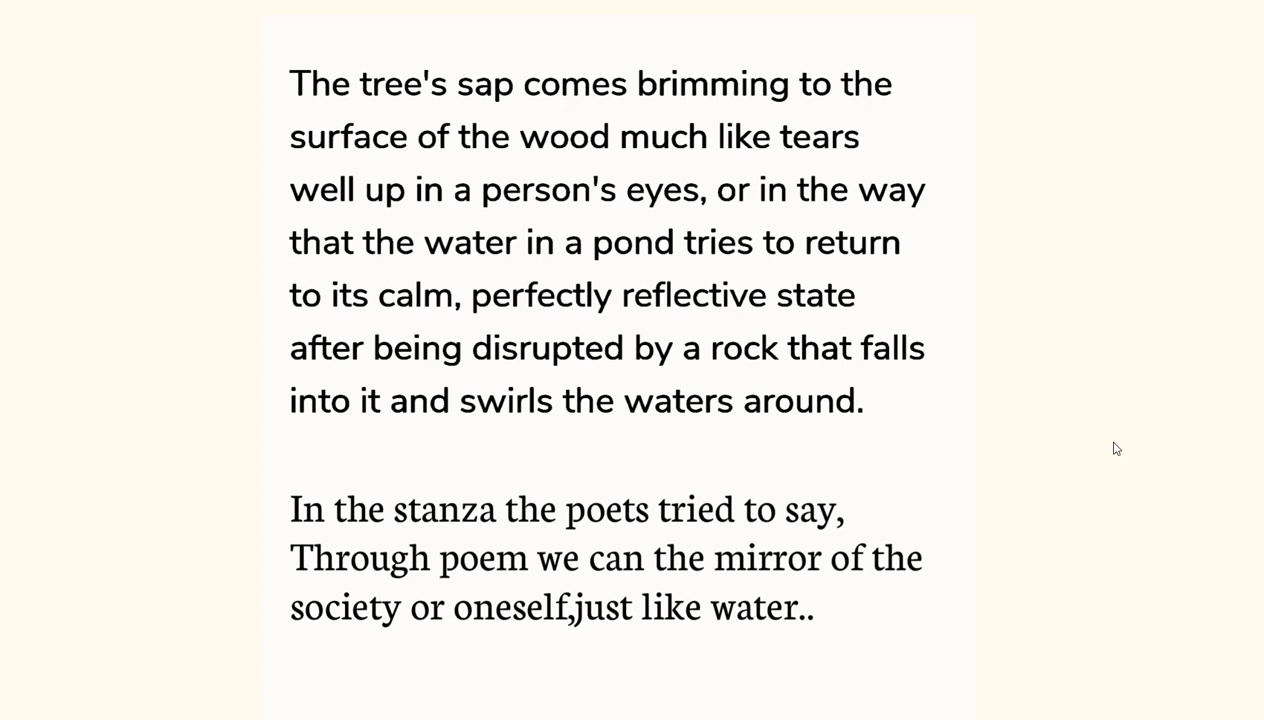 The tree's sap comes brimming to the
surface of the wood much like tears
well up in a person's eyes, or in the way
that the water in a pond tries to return
to its calm, perfectly reflective state
after being disrupted by a rock that falls
into it and swirls the waters around.
In the stanza the poets tried to say,
Through poem we can the mirror of the
society or oneself,just like water..